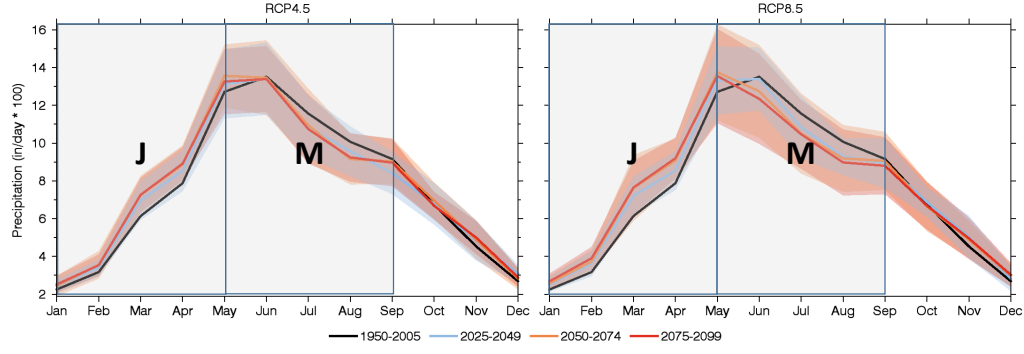 RCP4.5
RCP8.5
Precipitation (in/day * 100)
16
14
12
10
8
6
4
2
J
M
J
M
Jan Feb Mar Apr May Jun Jul Aug Sep Oct Nov Dec
Jan Feb Mar Apr May Jun Jul Aug Sep Oct Nov Dec
1950-2005 2025-2049 2050-2074 2075-2099